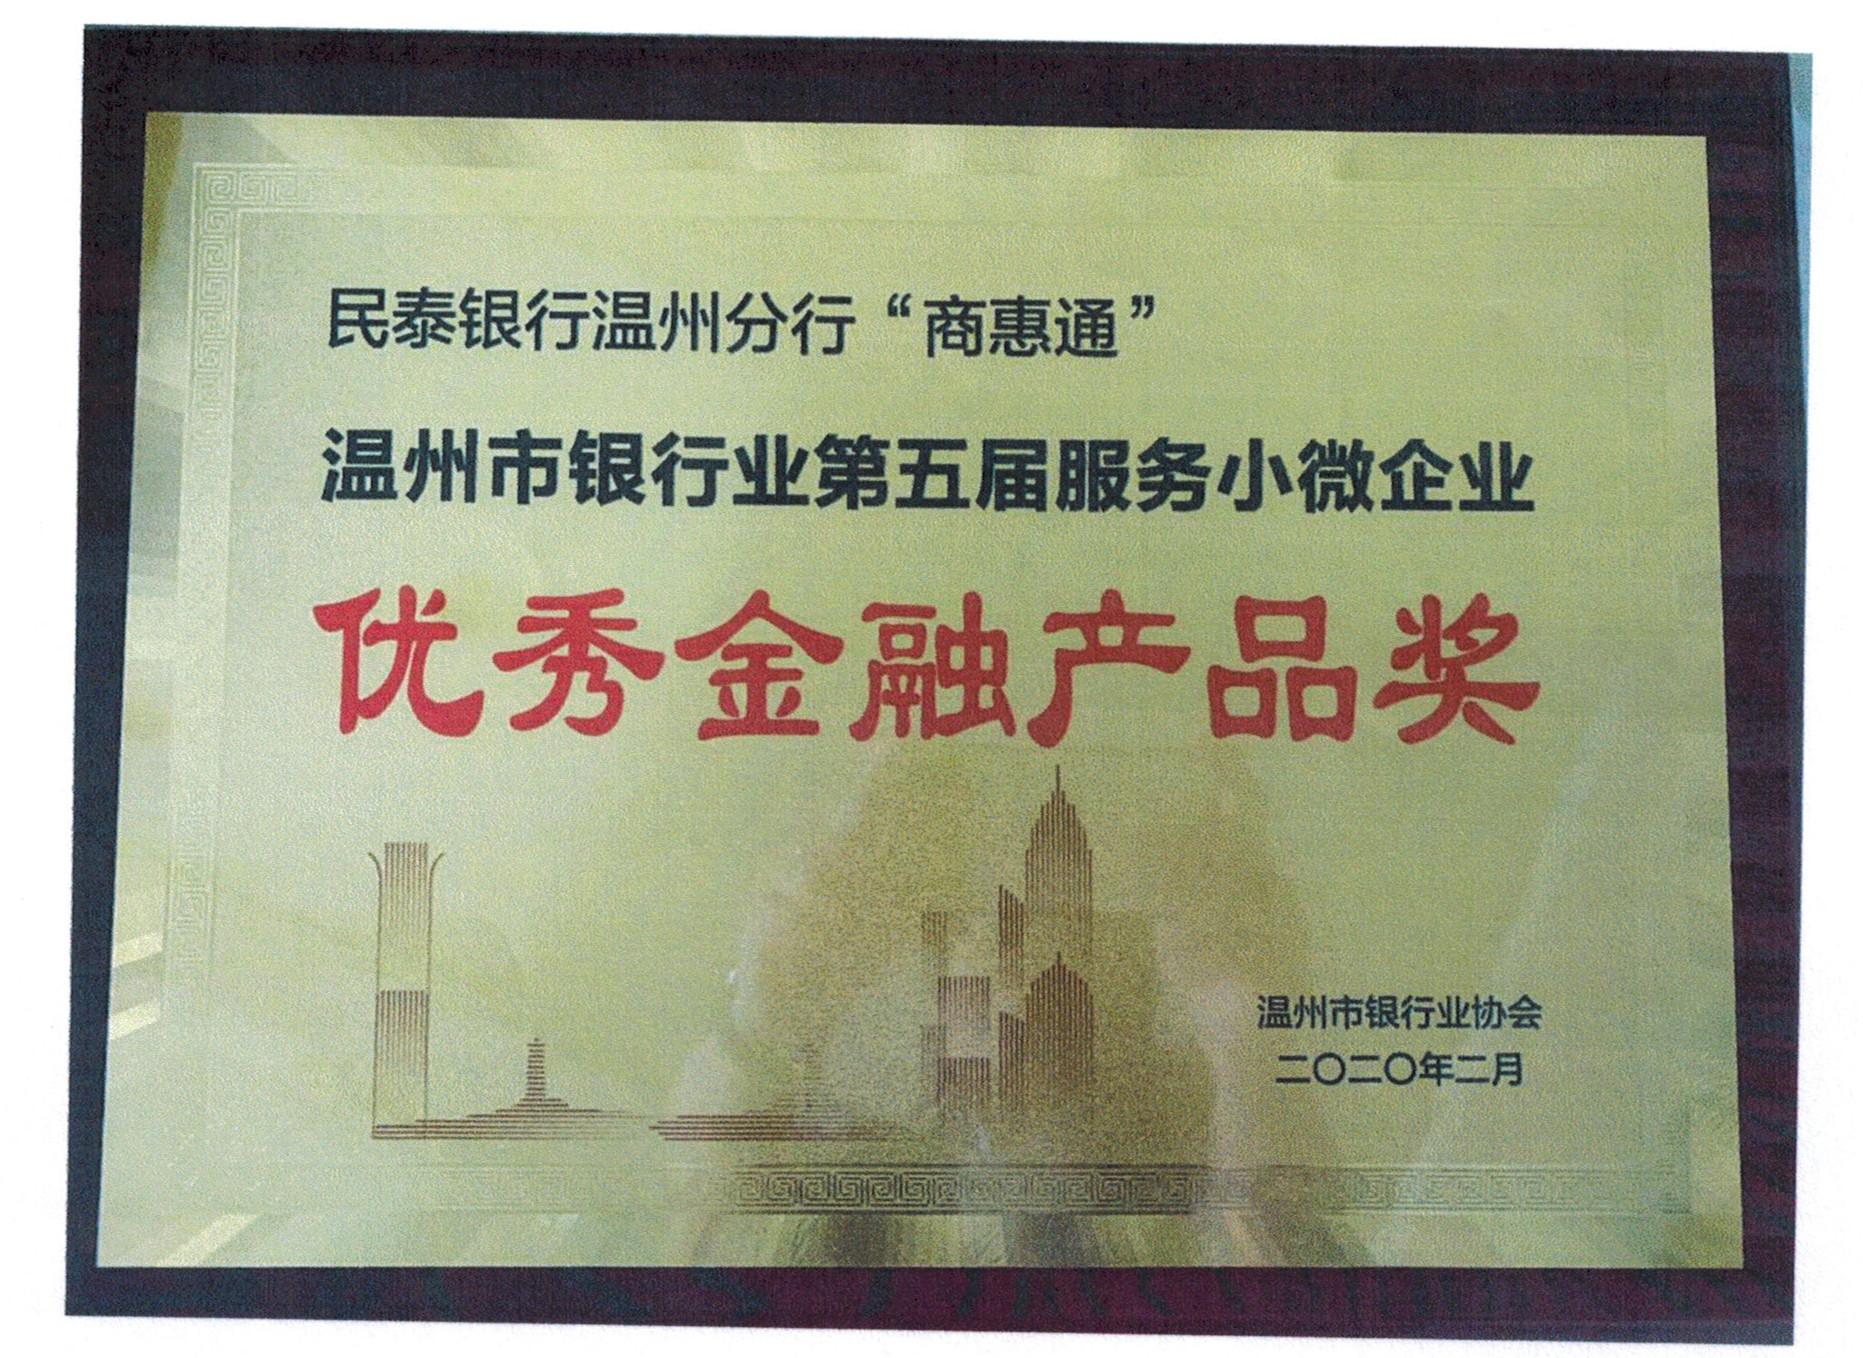 民泰银行温州分行“商惠通”
温州市银行业第五届服务小微企业
优秀金融产品奖
温州市银行业协会
二〇二〇年二月